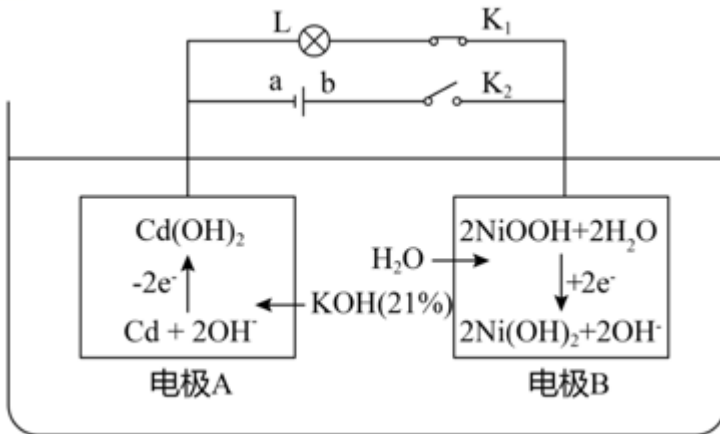 L K₁
a b K₂
Cd(OH)₂
-2e⁻
Cd + 2OH⁻
H₂O
KOH(21%)
2NiOOH+2H₂O
+2e⁻
2Ni(OH)₂+2OH⁻
电极A
电极B